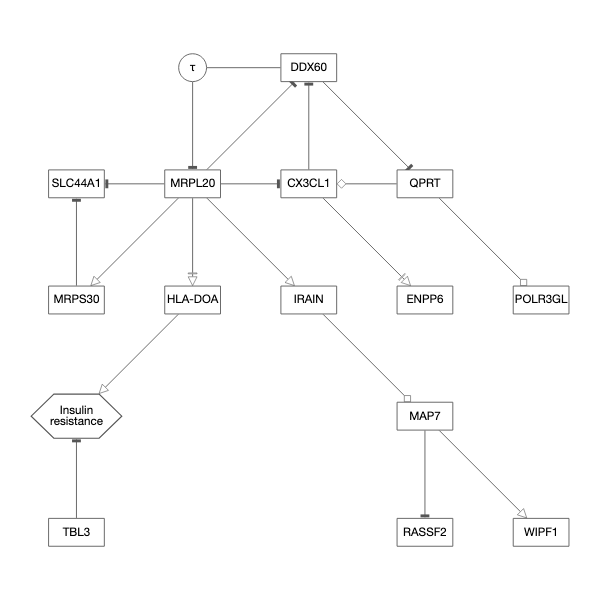 τ
DDX60
SLC44A1
MRPL20
CX3CL1
QPRT
MRPS30
HLA-DOA
IRAIN
ENPP6
POLR3GL
Insulin
resistance
MAP7
TBL3
RASSF2
WIPF1